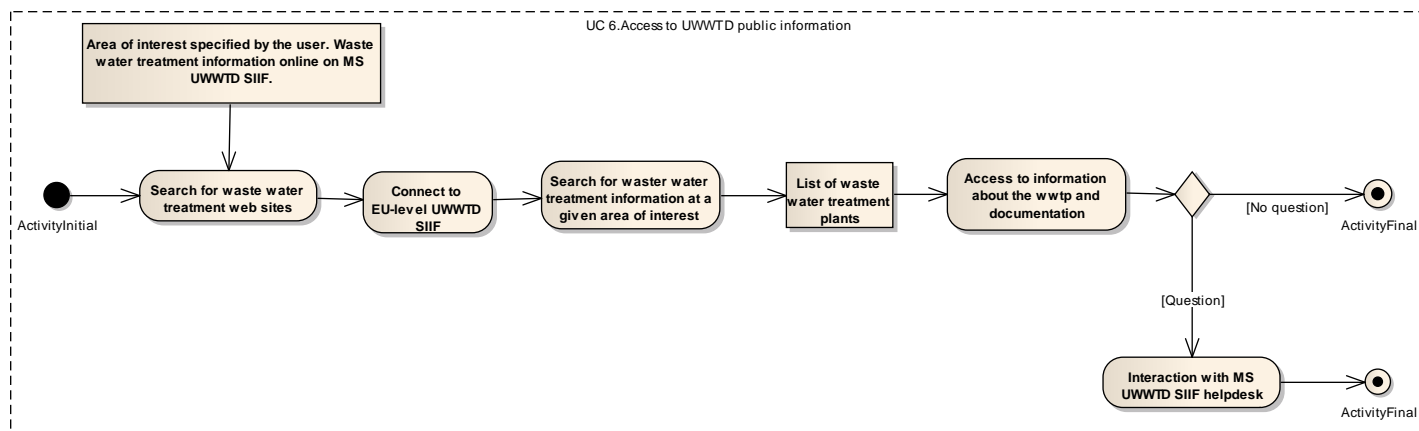 UC 6.Access to UWWTD public information
Area of interest specified by the user. Waste
water treatment information online on MS
UWWTD SIIF.
ActivityInitial
Search for waste water
treatment web sites
Connect to
EU-level UWWTD
SIIF
Search for waster water
treatment information at a
given area of interest
List of waste
water treatment
plants
Access to information
about the wwtp and
documentation
[No question]
ActivityFinal
[Question]
Interaction with MS
UWWTD SIIF helpdesk
ActivityFinal